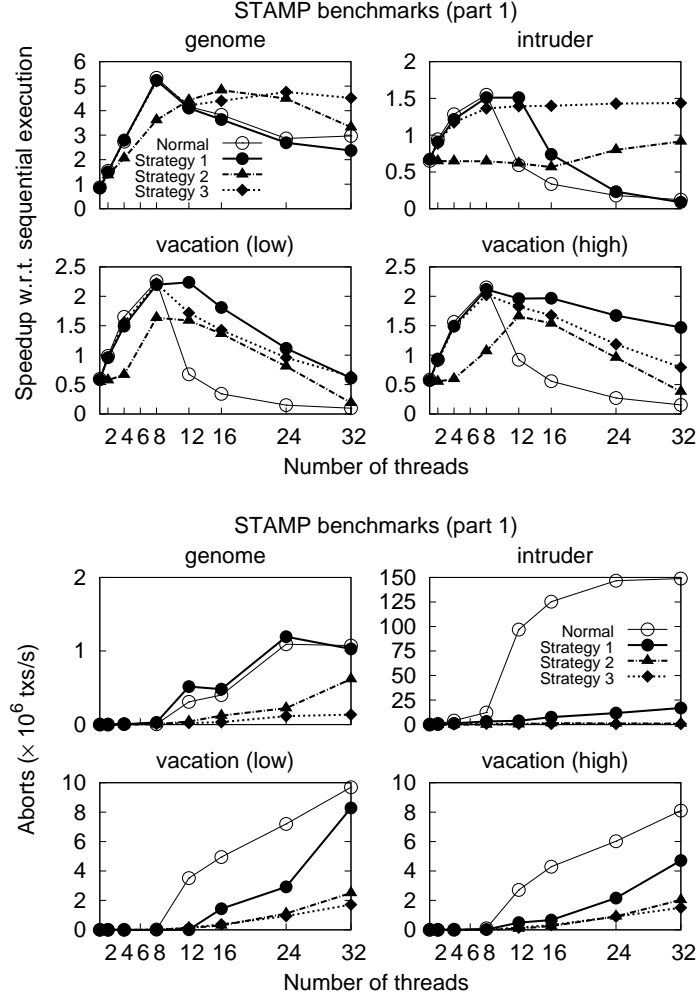 STAMP benchmarks (part 1)
genome
intruder
Speedup w.r.t. sequential execution
6
5
4
3
2
1
0
Normal
Strategy 1
Strategy 2
Strategy 3
2
1.5
1
0.5
0
vacation (low)
vacation (high)
2.5
2
1.5
1
0.5
0
2 4 6 8 12 16 24 32
2.5
2
1.5
1
0.5
0
2 4 6 8 12 16 24 32
Number of threads
STAMP benchmarks (part 1)
genome
intruder
Aborts (× 10^6 txs/s)
2
1
0
150
125
100
75
50
25
0
Normal
Strategy 1
Strategy 2
Strategy 3
vacation (low)
vacation (high)
10
8
6
4
2
0
2 4 6 8 12 16 24 32
10
8
6
4
2
0
2 4 6 8 12 16 24 32
Number of threads